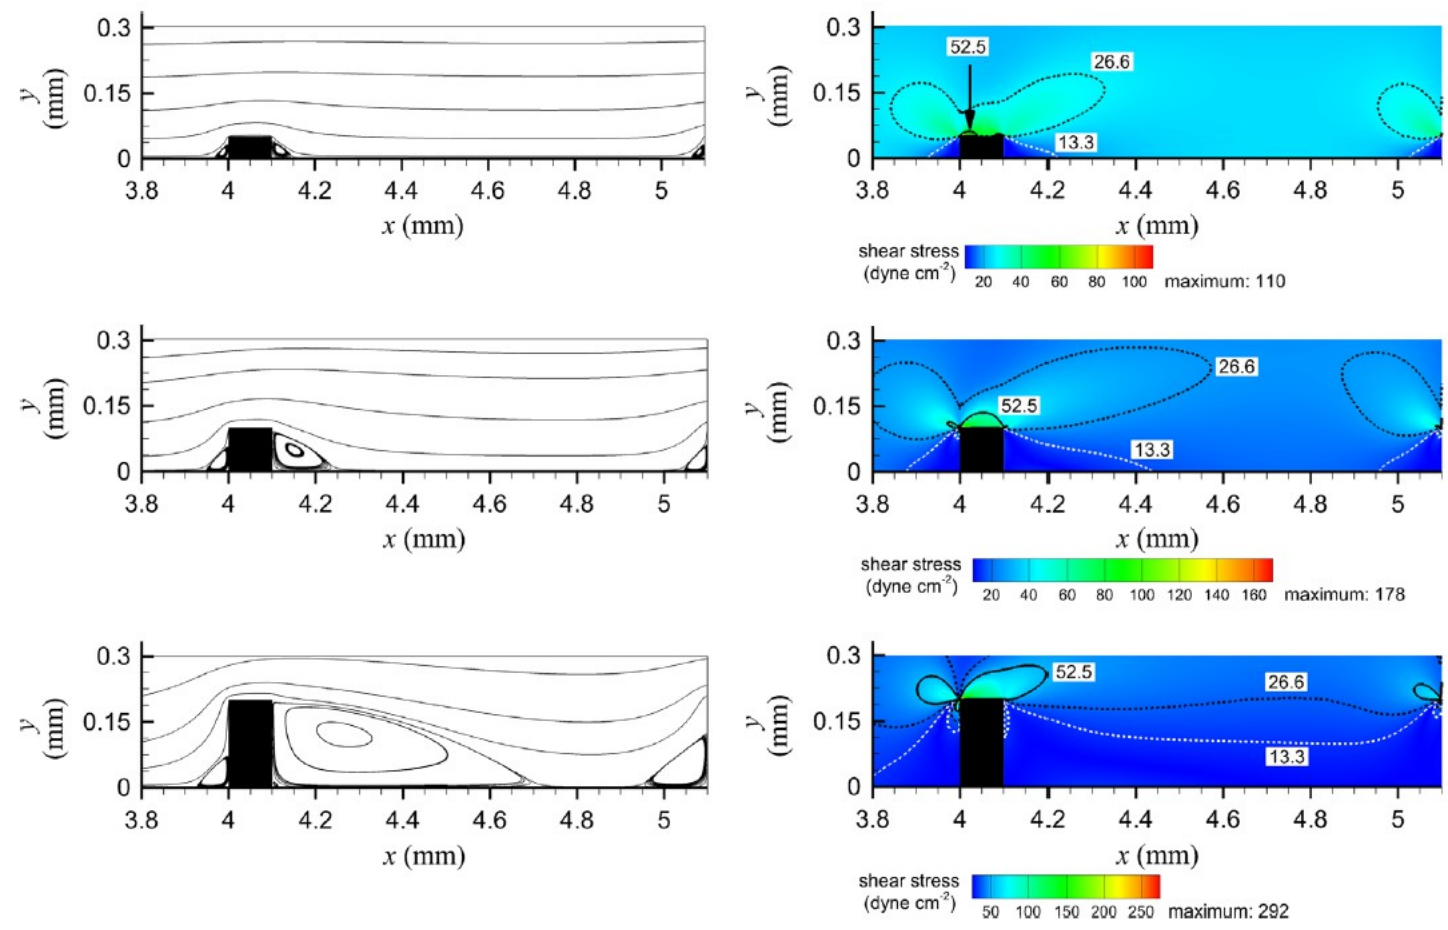 0.3
0.15
0
y
(mm)
3.8 4 4.2 4.4 4.6 4.8 5
x (mm)
0.3
0.15
0
y
(mm)
52.5
26.6
13.3
3.8 4 4.2 4.4 4.6 4.8 5
x (mm)
shear stress
(dyne cm-2)
20 40 60 80 100
maximum: 110
0.3
0.15
0
y
(mm)
3.8 4 4.2 4.4 4.6 4.8 5
x (mm)
0.3
0.15
0
y
(mm)
26.6
52.5
13.3
3.8 4 4.2 4.4 4.6 4.8 5
x (mm)
shear stress
(dyne cm-2)
20 40 60 80 100 120 140 160
maximum: 178
0.3
0.15
0
y
(mm)
3.8 4 4.2 4.4 4.6 4.8 5
x (mm)
0.3
0.15
0
y
(mm)
52.5
26.6
13.3
3.8 4 4.2 4.4 4.6 4.8 5
x (mm)
shear stress
(dyne cm-2)
50 100 150 200 250
maximum: 292